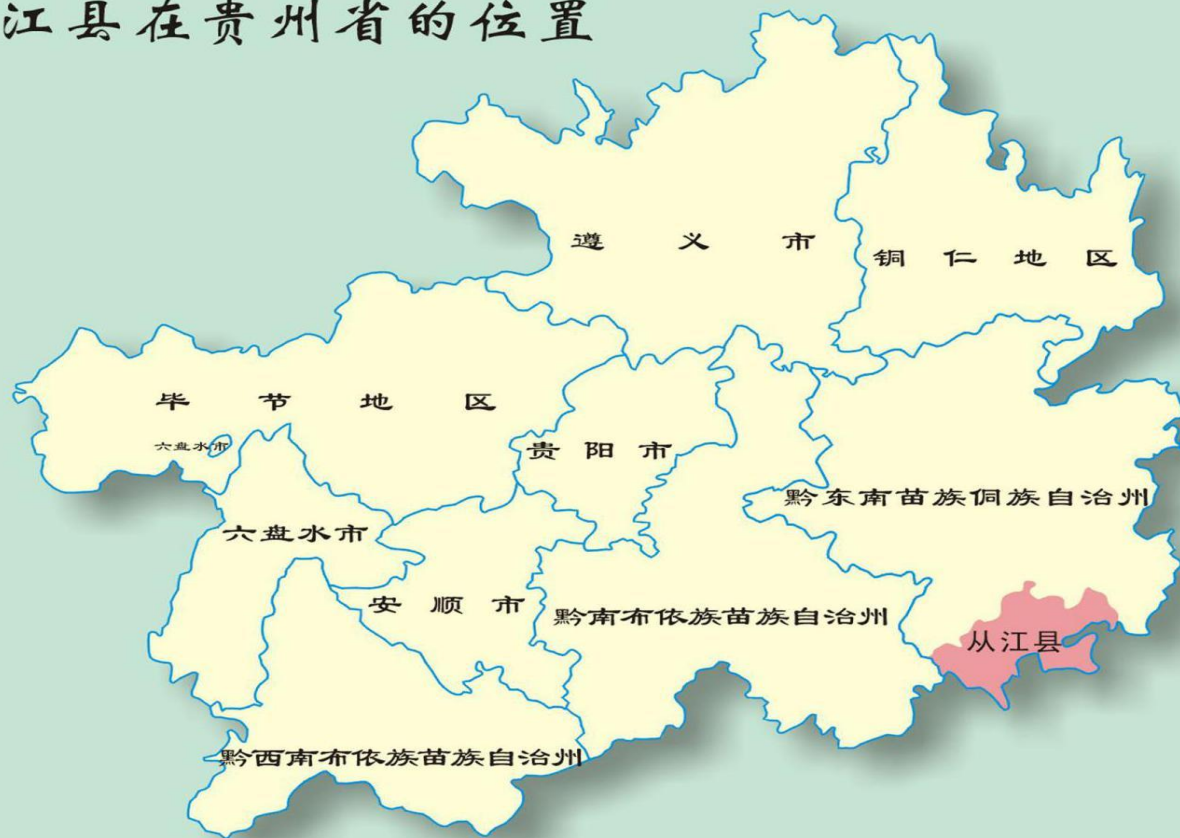 江县在贵州省的位置
遵义市
铜仁地区
毕节地区
六盘水市
贵阳市
黔东南苗族侗族自治州
六盘水市
安顺市
黔南布依族苗族自治州
从江县
黔西南布依族苗族自治州